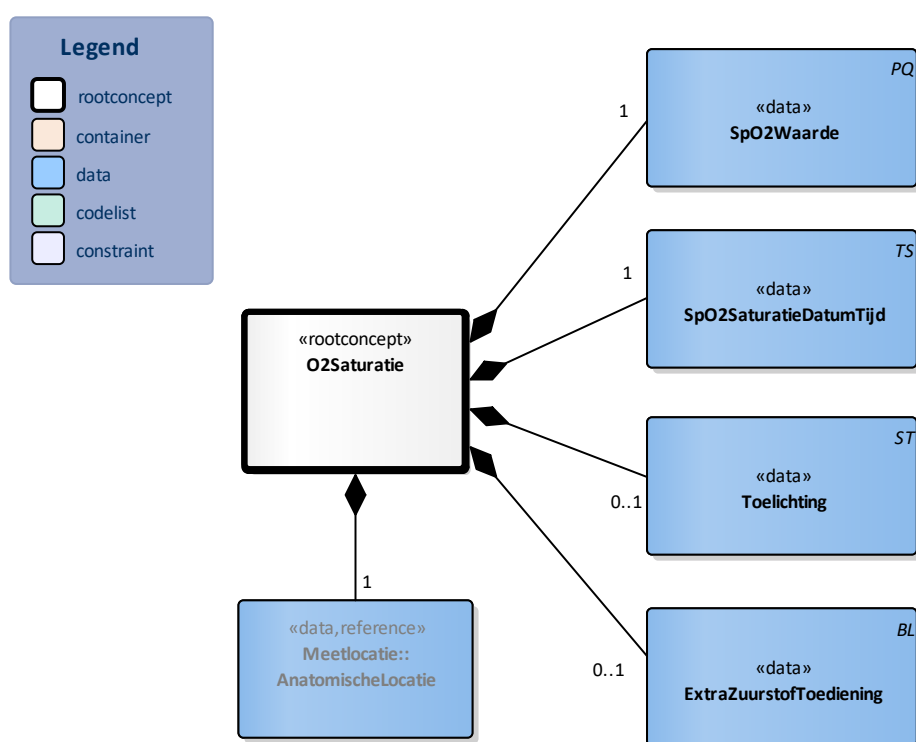 Legend
rootconcept
container
data
codelist
constraint
PQ
«data»
SpO2Waarde
1
TS
«data»
SpO2SaturatieDatumTijd
1
«rootconcept»
O2Saturatie
ST
«data»
Toelichting
0..1
1
«data,reference»
Meetlocatie::
AnatomischeLocatie
BL
«data»
ExtraZuurstofToediening
0..1